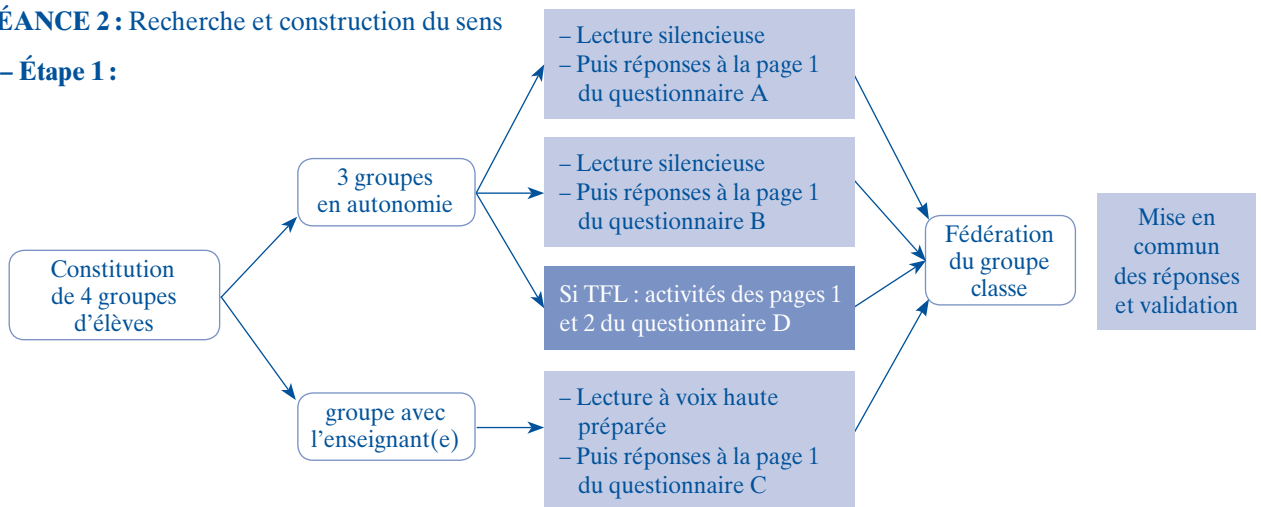 ÉANCE 2 : Recherche et construction du sens
– Étape 1 :
Constitution
de 4 groupes
d'élèves
3 groupes
en autonomie
groupe avec
l'enseignant(e)
– Lecture silencieuse
– Puis réponses à la page 1
du questionnaire A
– Lecture silencieuse
– Puis réponses à la page 1
du questionnaire B
Si TFL : activités des pages 1
et 2 du questionnaire D
– Lecture à voix haute
préparée
– Puis réponses à la page 1
du questionnaire C
Fédération
du groupe
classe
Mise en
commun
des réponses
et validation